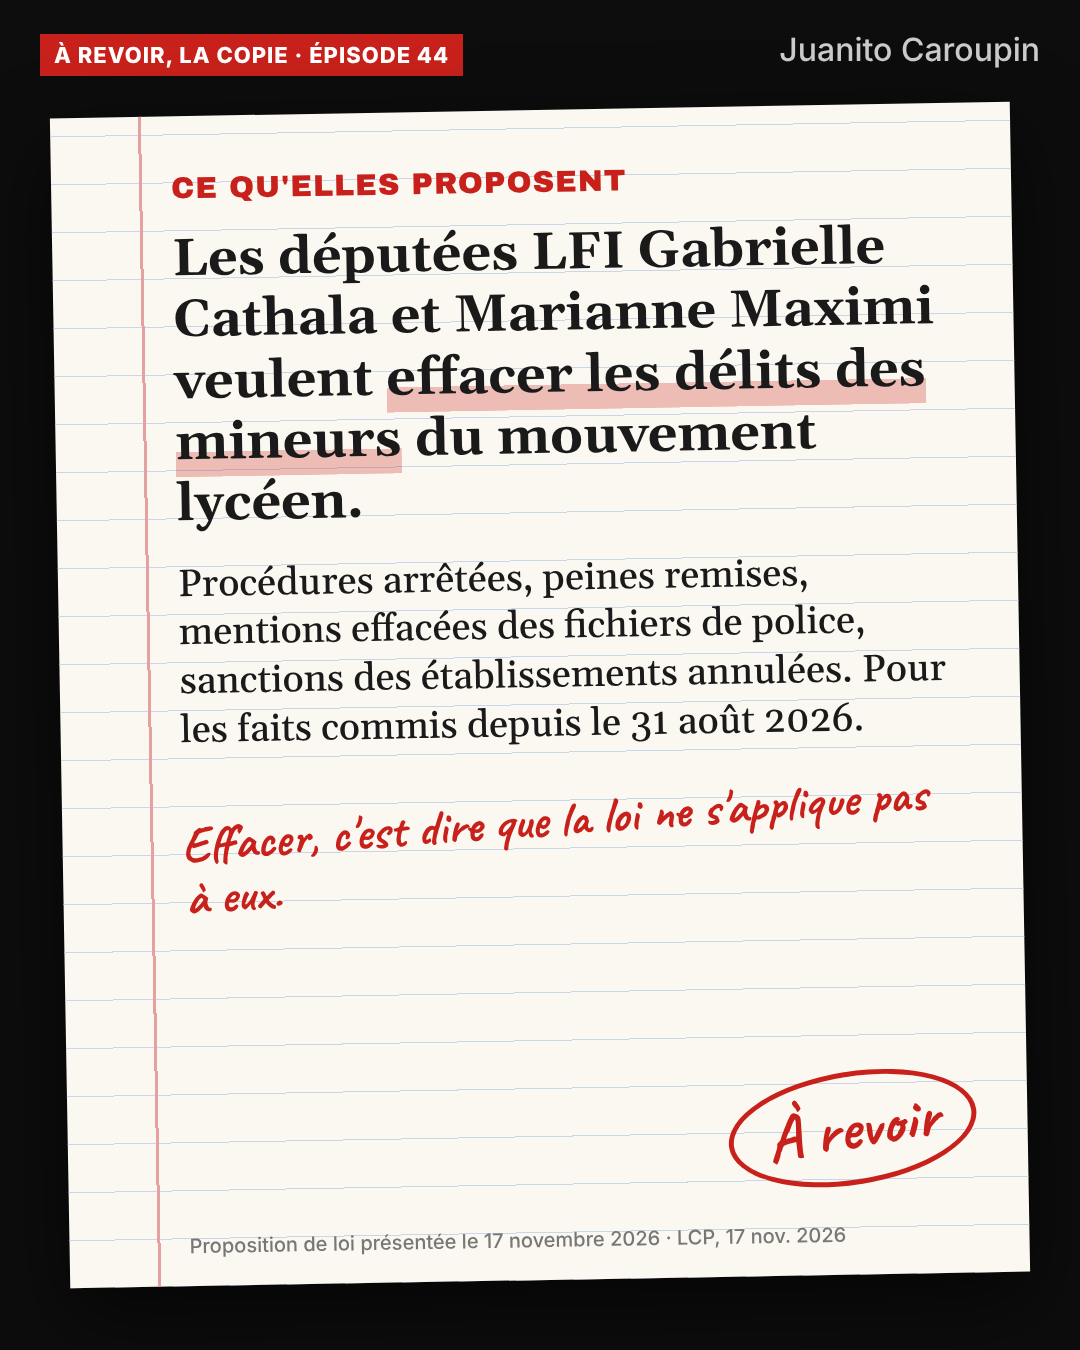 À REVOIR, LA COPIE · ÉPISODE 44
Juanito Caroupin
CE QU'ELLES PROPOSENT
Les députées LFI Gabrielle
Cathala et Marianne Maximi
veulent effacer les délits des
mineurs du mouvement
lycéen.
Procédures arrêtées, peines remises,
mentions effacées des fichiers de police,
sanctions des établissements annulées. Pour
les faits commis depuis le 31 août 2026.
Effacer, c'est dire que la loi ne s'applique pas
à eux.
À revoir
Proposition de loi présentée le 17 novembre 2026 · LCP, 17 nov. 2026